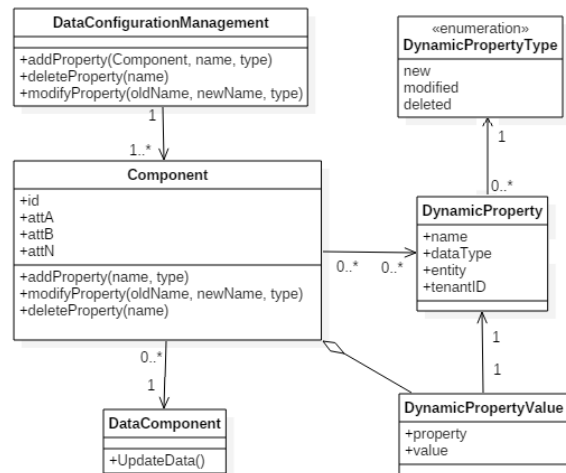 DataConfigurationManagement
+addProperty(Component, name, type)
+deleteProperty(name)
+modifyProperty(oldName, newName, type)
1
1..*
Component
+id
+attA
+attB
+attN
+addProperty(name, type)
+modifyProperty(oldName, newName, type)
+deleteProperty(name)
0..*
1
DataComponent
+UpdateData()
«enumeration»
DynamicPropertyType
new
modified
deleted
1
0..*
DynamicProperty
+name
+dataType
+entity
+tenantID
0..*
0..*
1
1
DynamicPropertyValue
+property
+value